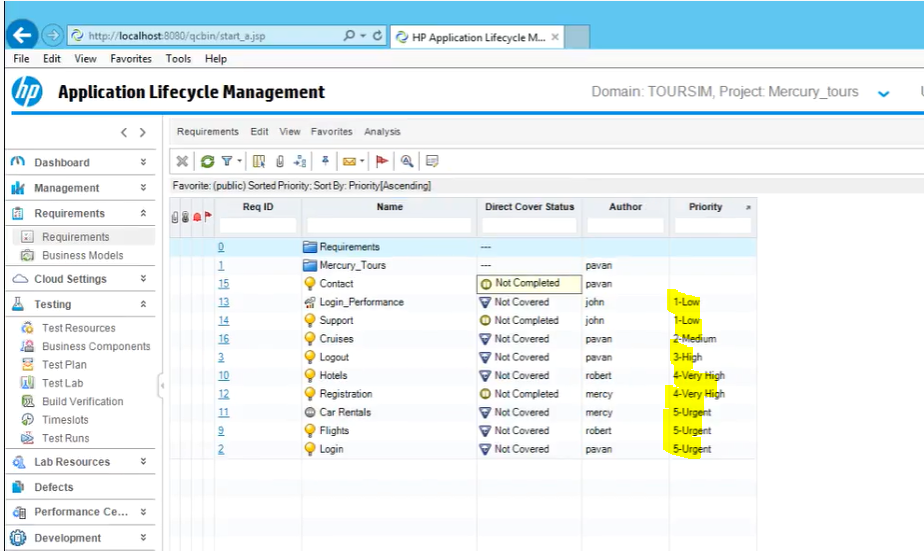 http://localhost:8080/qcbin/start_a.jsp HP Application Lifecycle M...
File Edit View Favorites Tools Help
hp Application Lifecycle Management Domain: TOURSIM, Project: Mercury_tours
Requirements Edit View Favorites Analysis
Favorite: (public) Sorted Priority; Sort By: Priority[Ascending]
Dashboard
Management
Requirements
Requirements
Business Models
Cloud Settings
Testing
Test Resources
Business Components
Test Plan
Test Lab
Build Verification
Timeslots
Test Runs
Lab Resources
Defects
Performance Ce...
Development
Req ID Name Direct Cover Status Author Priority
0 Requirements ---
1 Mercury_Tours --- pavan
15 Contact Not Completed pavan
13 Login_Performance Not Covered john 1-Low
14 Support Not Completed john 1-Low
16 Cruises Not Covered pavan 2-Medium
3 Logout Not Covered pavan 3-High
10 Hotels Not Covered robert 4-Very High
12 Registration Not Completed mercy 4-Very High
11 Car Rentals Not Covered mercy 5-Urgent
9 Flights Not Covered robert 5-Urgent
2 Login Not Covered pavan 5-Urgent